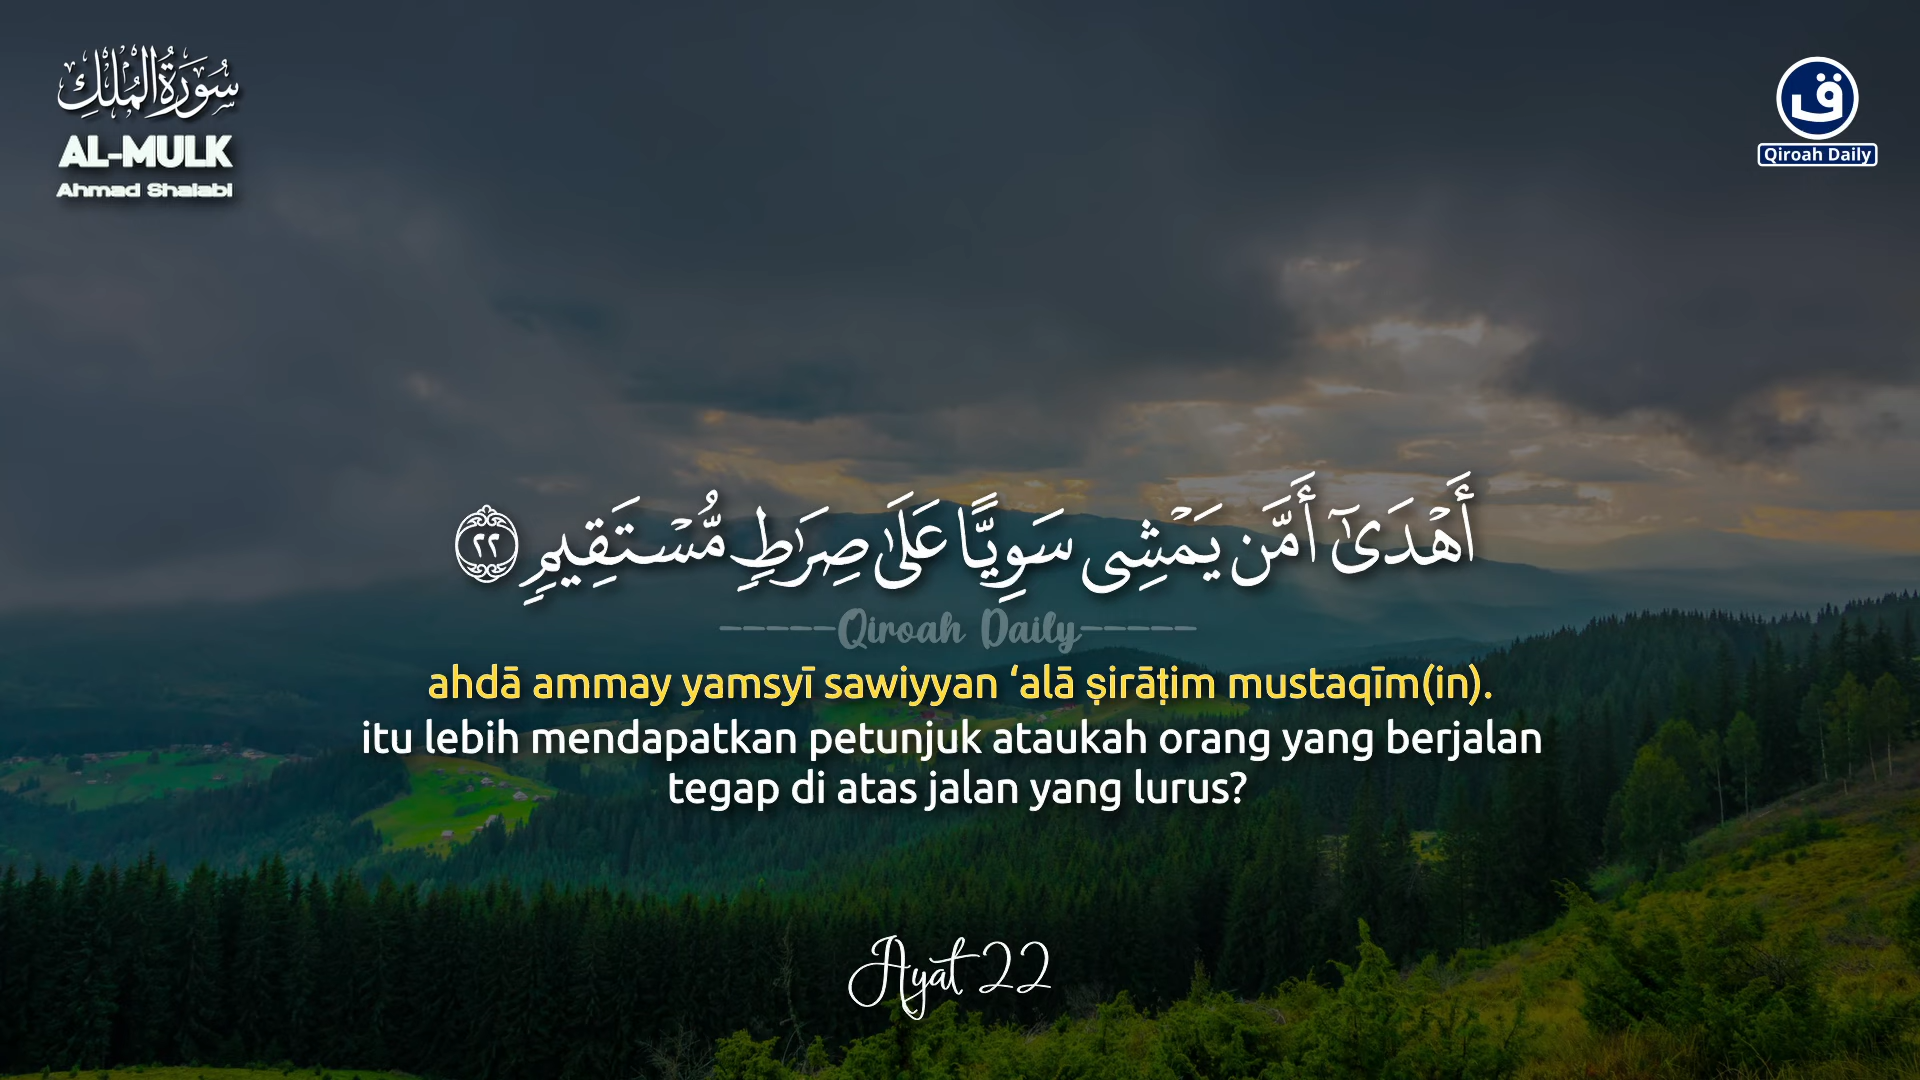 سُورَةُ الْمُلْكِ
AL-MULK
Ahmad Shalabi
ق
Qiroah Daily
أَهْدَىٰٓ أَمَّن يَمْشِى سَوِيًّا عَلَىٰ صِرَٰطٍ مُّسْتَقِيمٍ ٢٢
-----Qiroah Daily-----
ahdā ammay yamsyī sawiyyan ‘alā ṣirāṭim mustaqīm(in).
itu lebih mendapatkan petunjuk ataukah orang yang berjalan
tegap di atas jalan yang lurus?
Ayat 22